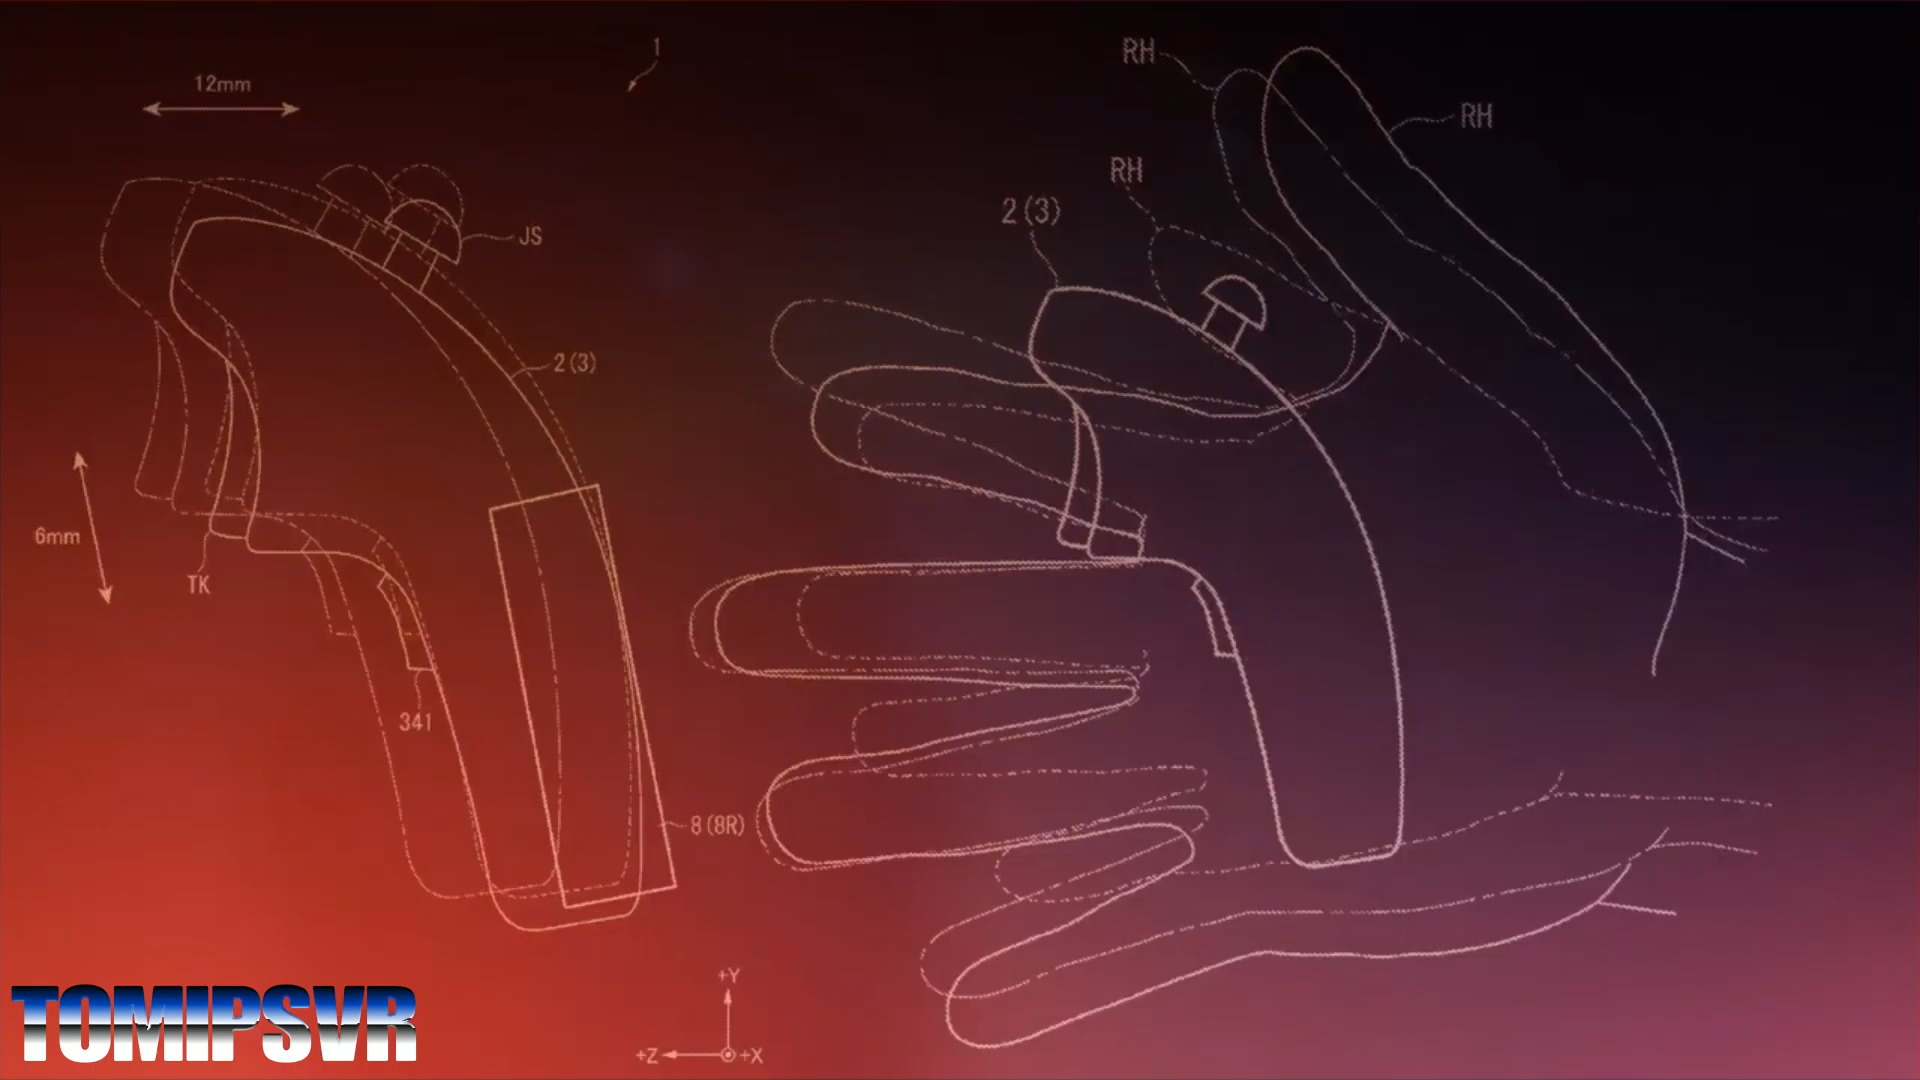 12mm
1
JS
2(3)
6mm
TK
341
8(8R)
RH
RH
RH
2(3)
+Y
+Z
+X
TOMIPSVR